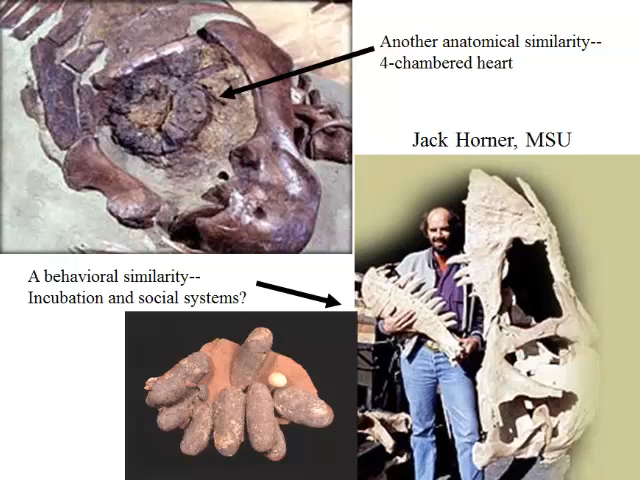 Another anatomical similarity--
4-chambered heart
Jack Horner, MSU
A behavioral similarity--
Incubation and social systems?